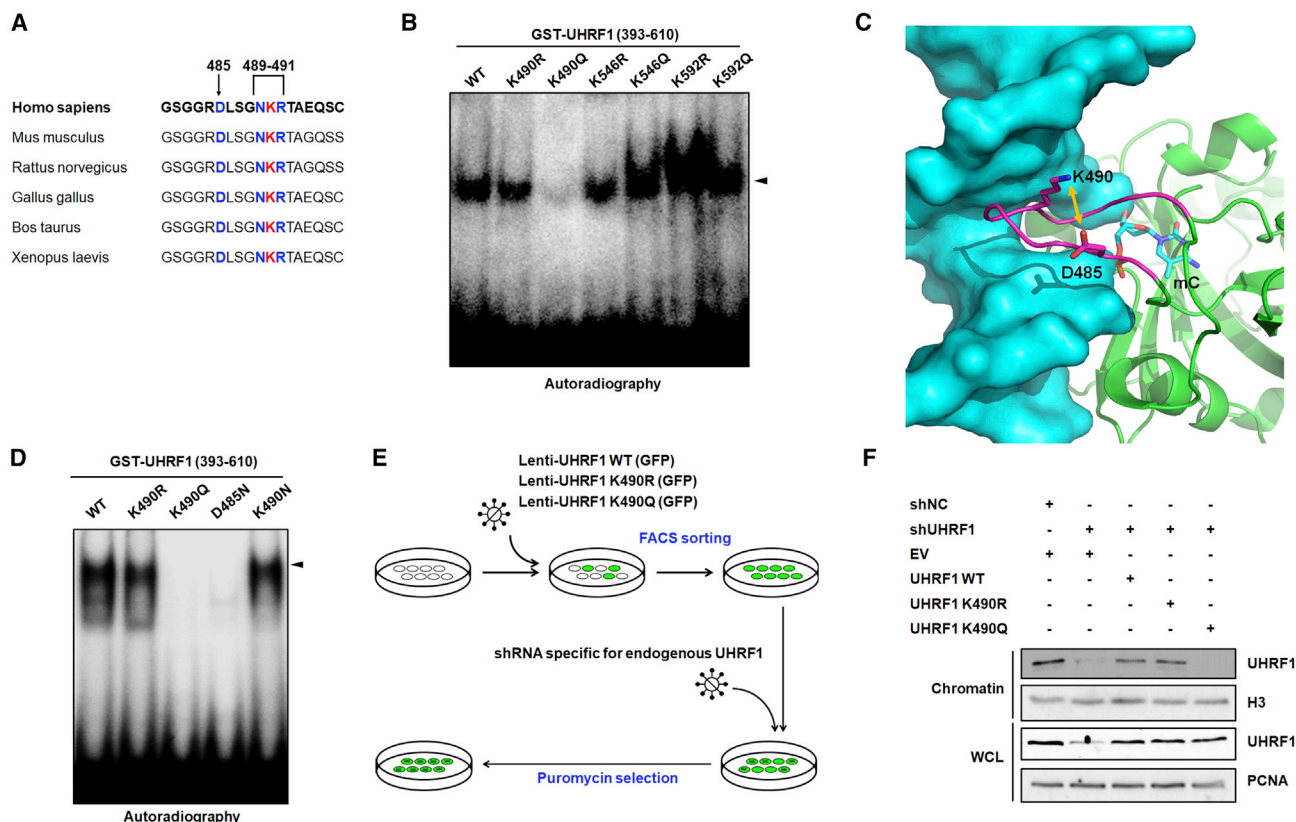 A
485 489-491
Homo sapiens GSGGRDLSGNKRTAEQSC
Mus musculus GSGGRDLSGNKRTAGQSS
Rattus norvegicus GSGGRDLSGNKRTAGQSS
Gallus gallus GSGGRDLSGNKRTAEQSC
Bos taurus GSGGRDLSGNKRTAEQSC
Xenopus laevis GSGGRDLSGNKRTAEQSC
B
GST-UHRF1 (393-610)
WT K490R K490Q K546R K546Q K592R K592Q
Autoradiography
C
K490
D485
mC
D
GST-UHRF1 (393-610)
WT K490R K490Q D485N K490N
Autoradiography
E
Lenti-UHRF1 WT (GFP)
Lenti-UHRF1 K490R (GFP)
Lenti-UHRF1 K490Q (GFP)
FACS sorting
shRNA specific for endogenous UHRF1
Puromycin selection
F
shNC + - - - -
shUHRF1 - + + + +
EV + + - - -
UHRF1 WT - - + - -
UHRF1 K490R - - - + -
UHRF1 K490Q - - - - +
Chromatin
UHRF1
H3
WCL
UHRF1
PCNA